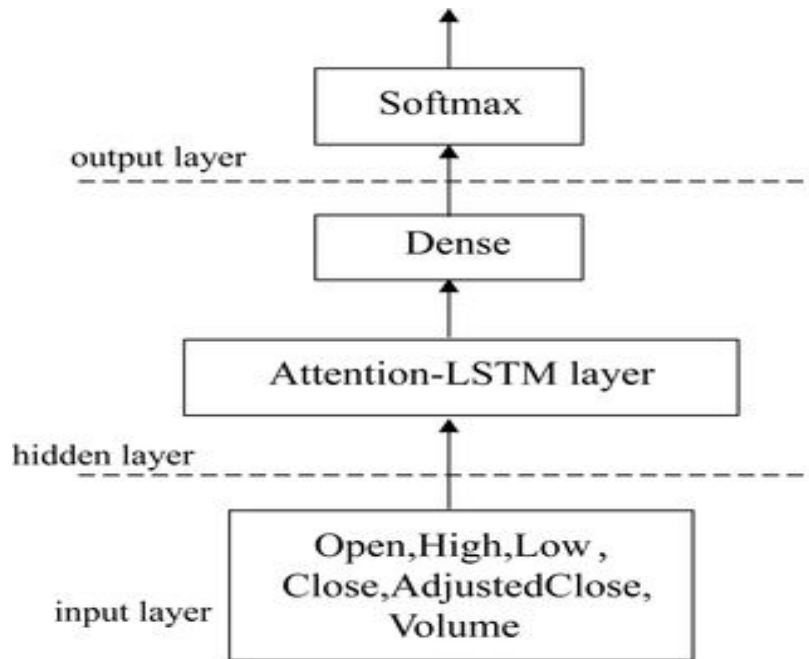 Softmax
output layer
Dense
Attention-LSTM layer
hidden layer
Open,High,Low,
Close,AdjustedClose,
Volume
input layer